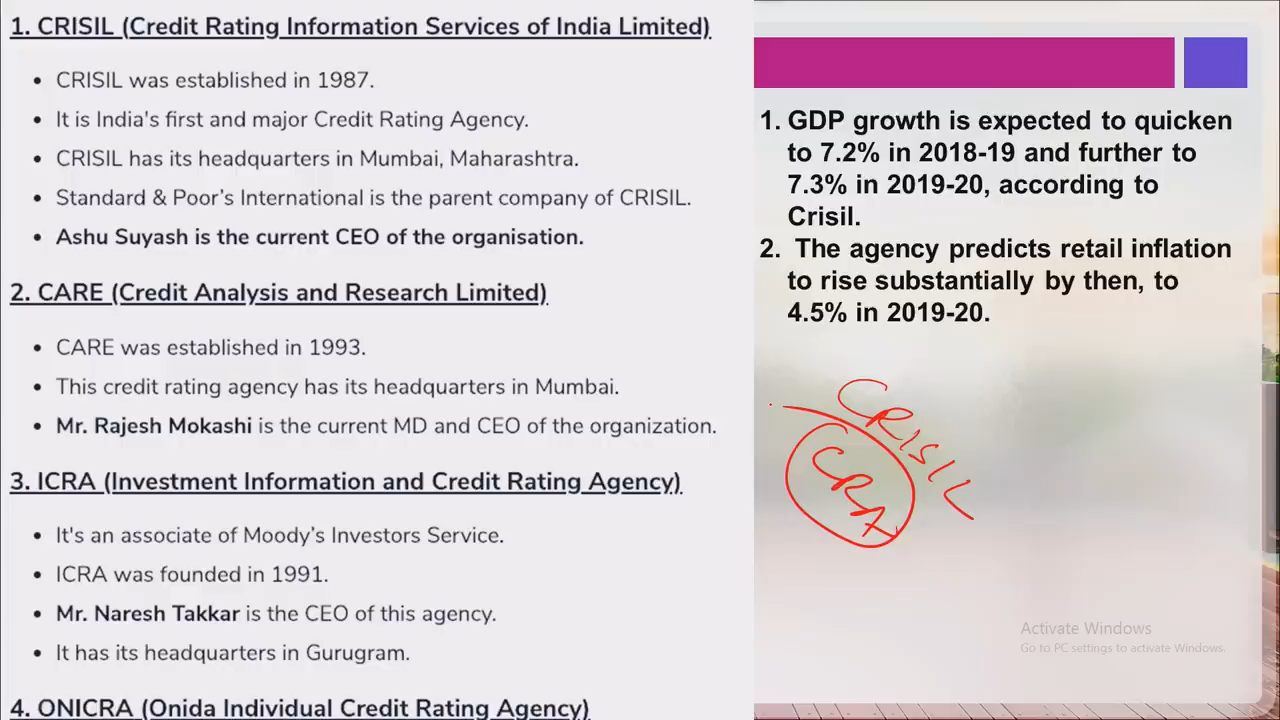 1. CRISIL (Credit Rating Information Services of India Limited)
• CRISIL was established in 1987.
• It is India's first and major Credit Rating Agency.
• CRISIL has its headquarters in Mumbai, Maharashtra.
• Standard & Poor's International is the parent company of CRISIL.
• Ashu Suyash is the current CEO of the organisation.
2. CARE (Credit Analysis and Research Limited)
• CARE was established in 1993.
• This credit rating agency has its headquarters in Mumbai.
• Mr. Rajesh Mokashi is the current MD and CEO of the organization.
3. ICRA (Investment Information and Credit Rating Agency)
• It's an associate of Moody's Investors Service.
• ICRA was founded in 1991.
• Mr. Naresh Takkar is the CEO of this agency.
• It has its headquarters in Gurugram.
4. ONICRA (Onida Individual Credit Rating Agency)
1. GDP growth is expected to quicken
to 7.2% in 2018-19 and further to
7.3% in 2019-20, according to
Crisil.
2. The agency predicts retail inflation
to rise substantially by then, to
4.5% in 2019-20.
CRISIL
CRA
Activate Windows
Go to PC settings to activate Windows.